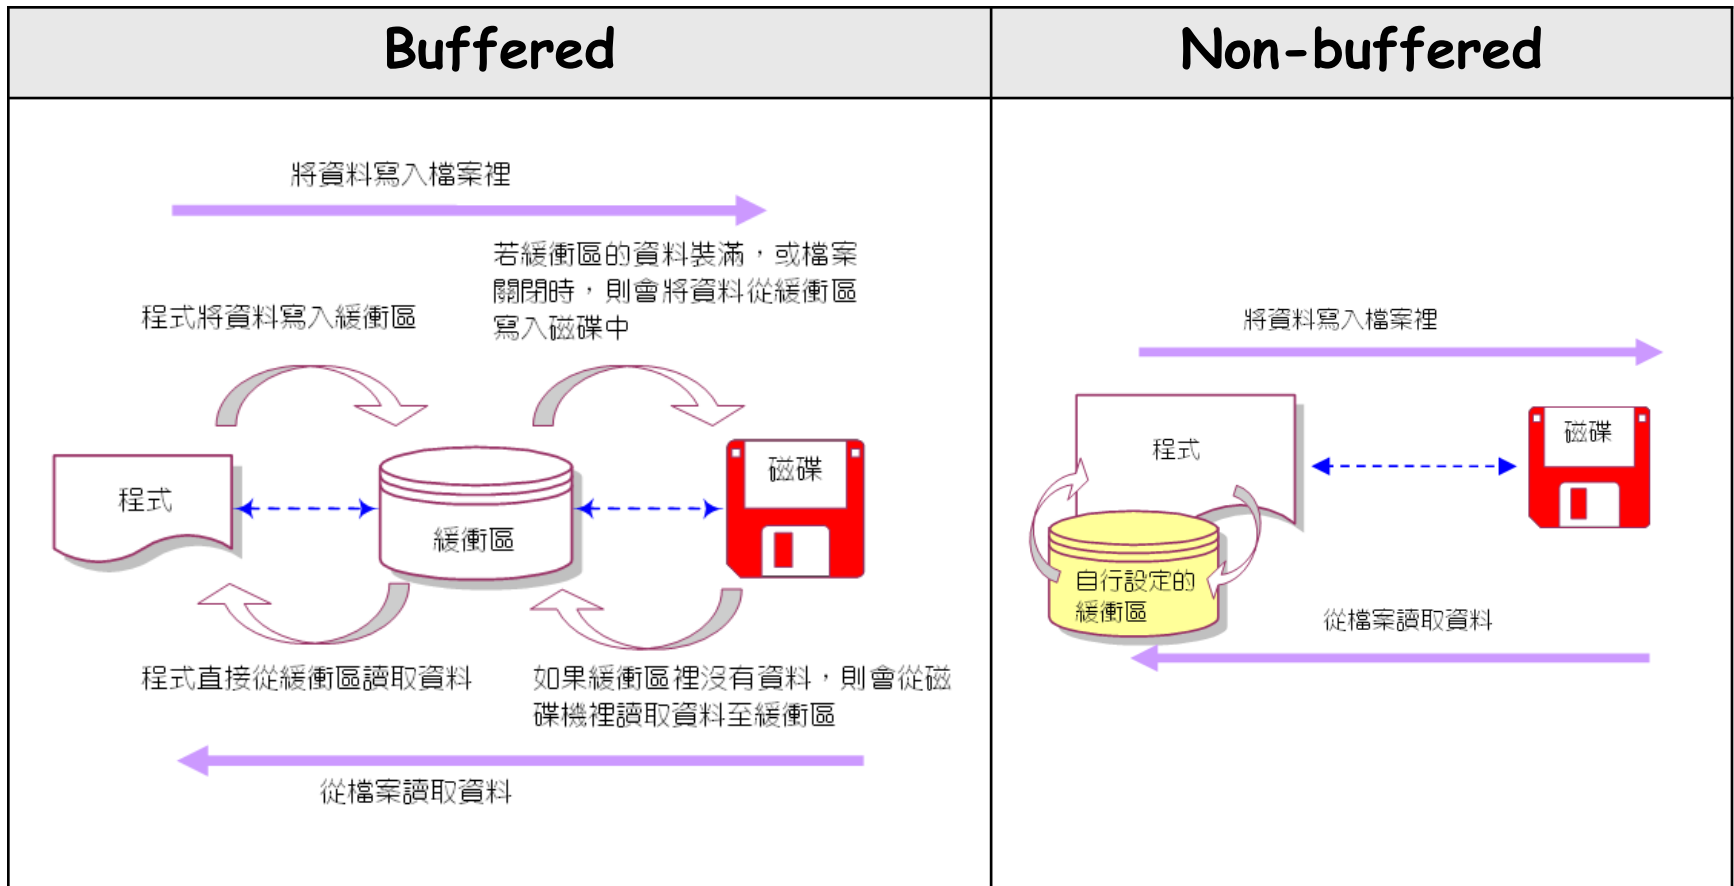 Buffered
Non-buffered
將資料寫入檔案裡
若緩衝區的資料裝滿，或檔案
關閉時，則會將資料從緩衝區
寫入磁碟中
程式將資料寫入緩衝區
程式
緩衝區
磁碟
程式直接從緩衝區讀取資料
如果緩衝區裡沒有資料，則會從磁
碟機裡讀取資料至緩衝區
從檔案讀取資料
將資料寫入檔案裡
程式
磁碟
自行設定的
緩衝區
從檔案讀取資料